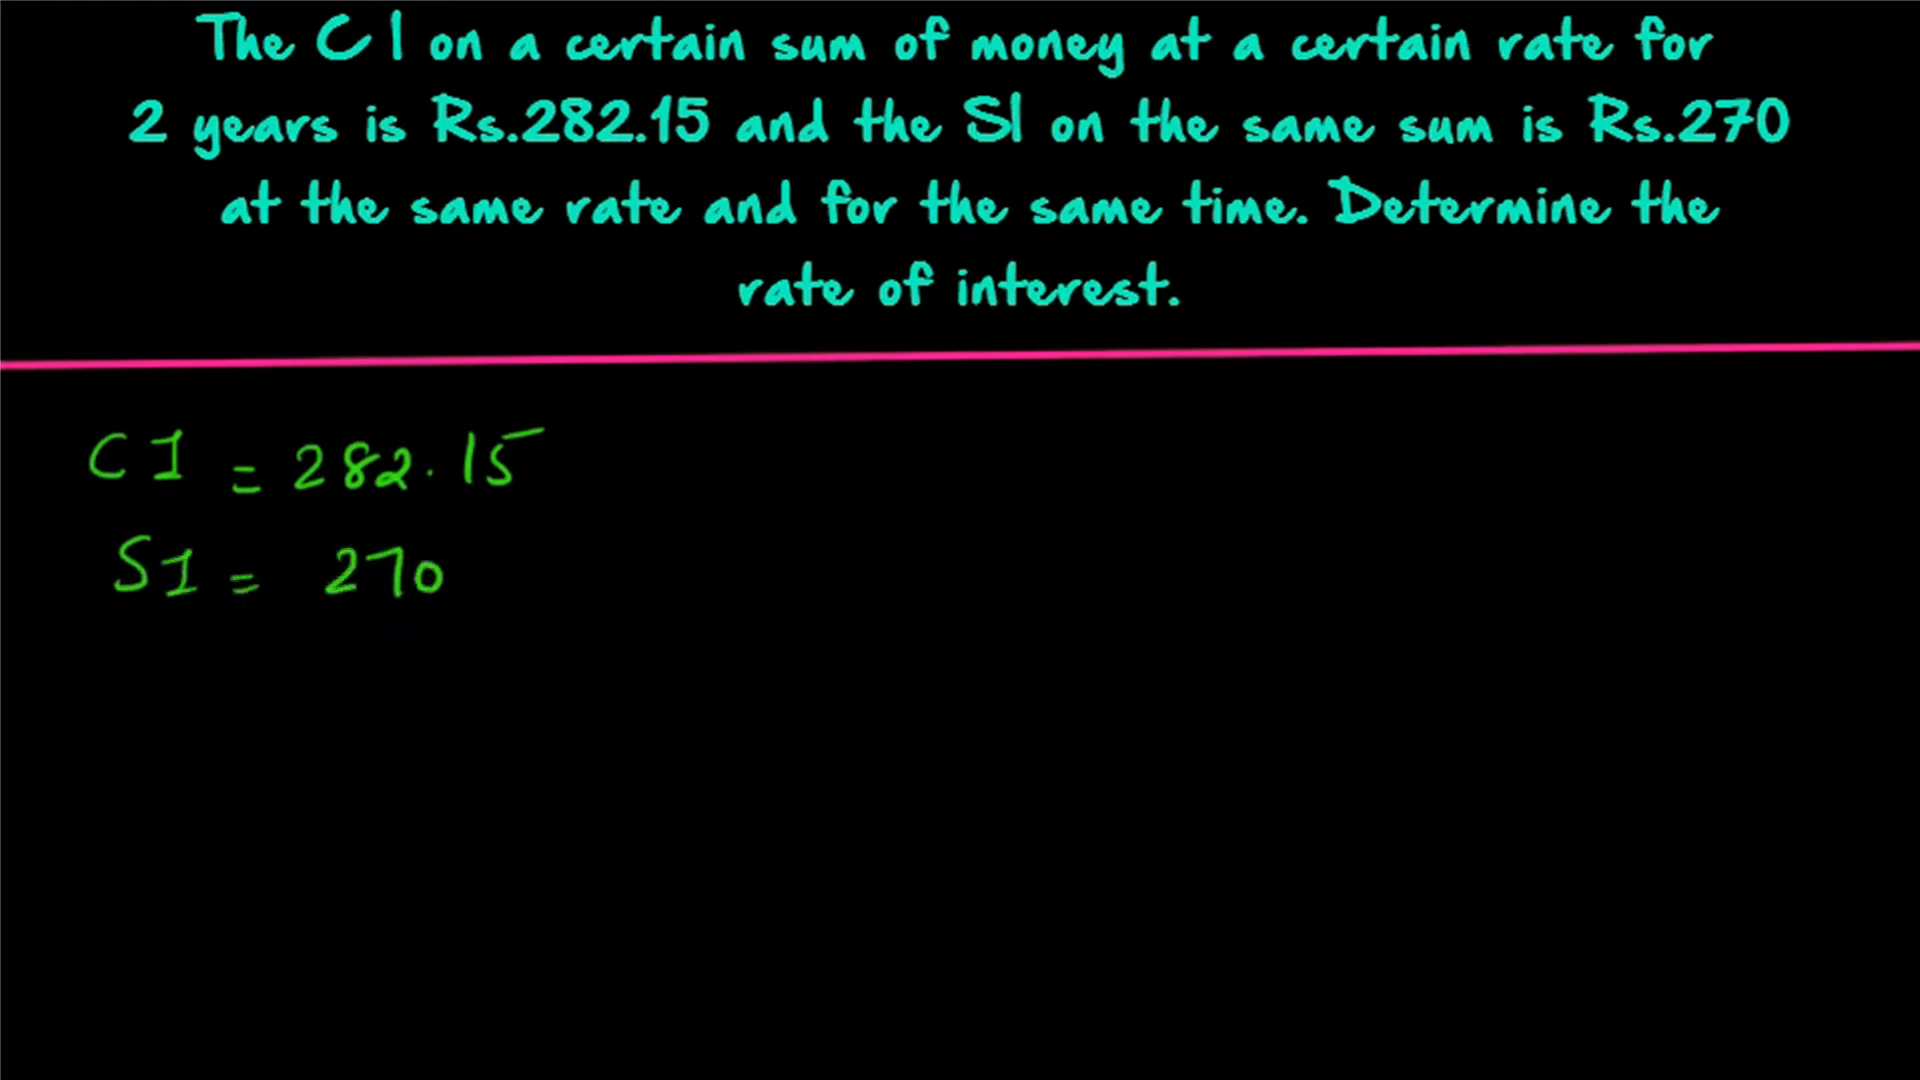 The CI on a certain sum of money at a certain rate for
2 years is Rs.282.15 and the SI on the same sum is Rs.270
at the same rate and for the same time. Determine the
rate of interest.
CI = 282.15
SI = 270